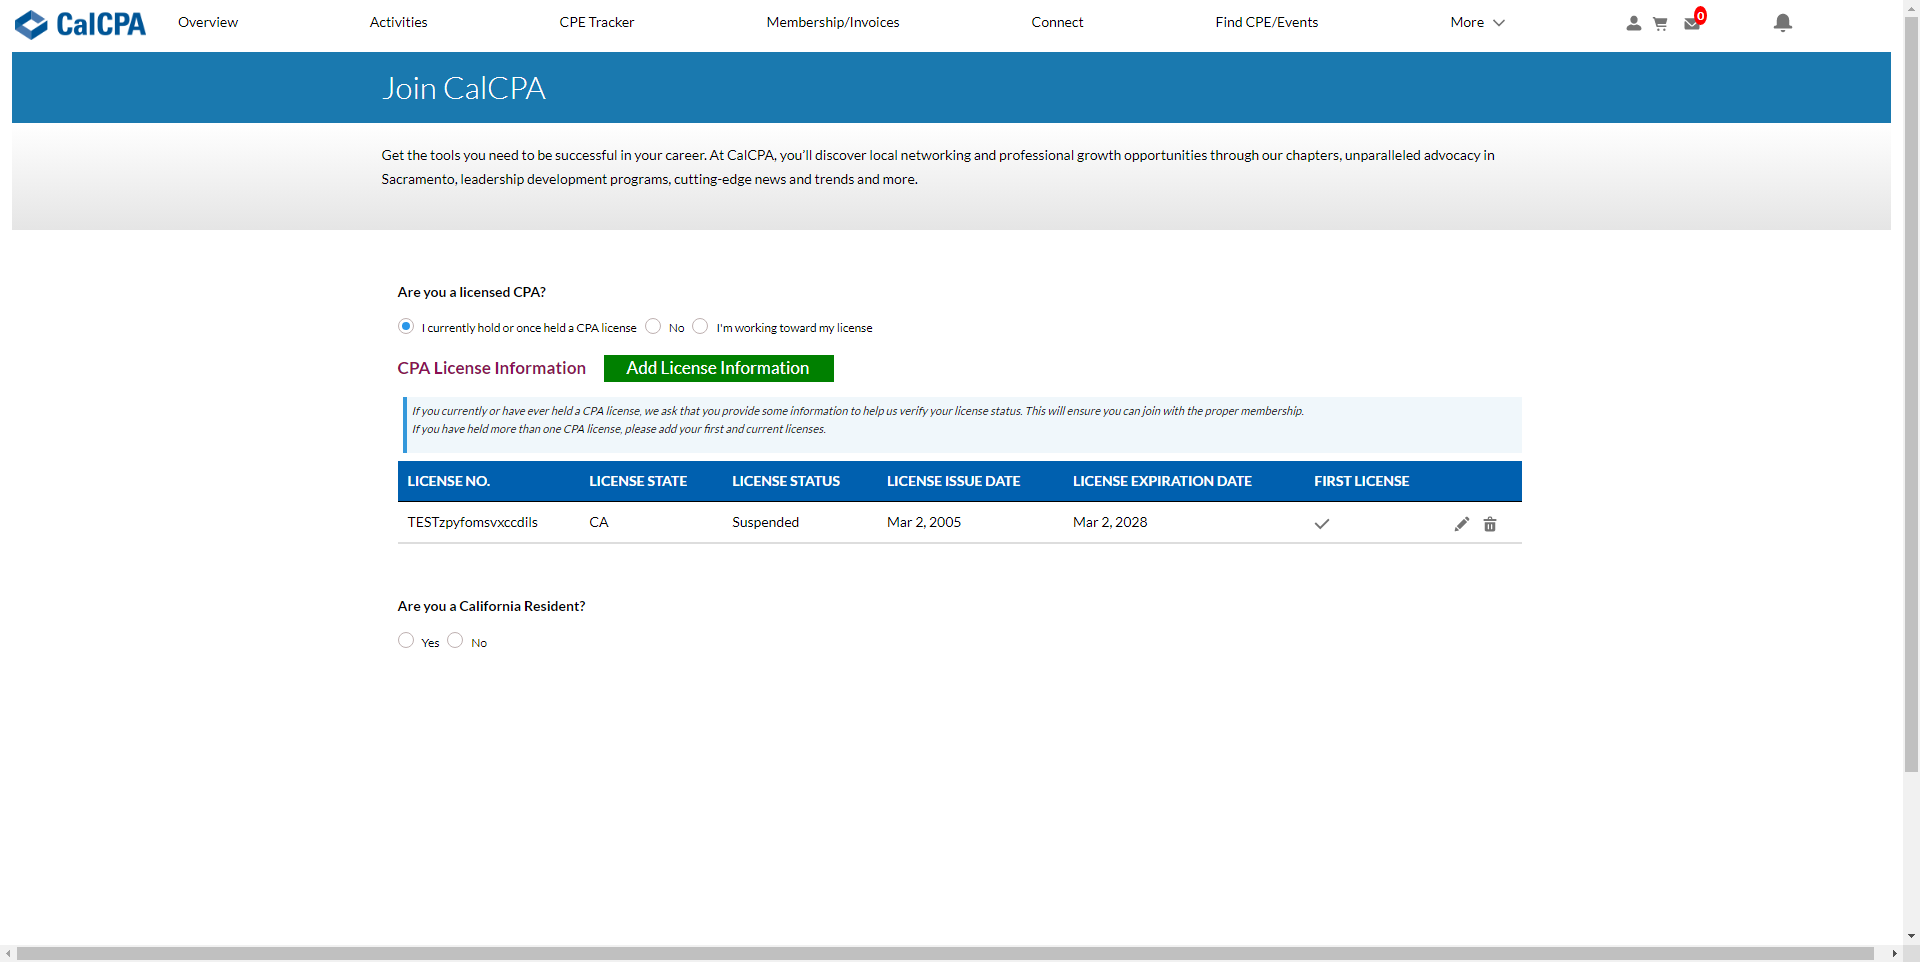 CalCPA
Overview
Activities
CPE Tracker
Membership/Invoices
Connect
Find CPE/Events
More
0
Join CalCPA
Get the tools you need to be successful in your career. At CalCPA, you’ll discover local networking and professional growth opportunities through our chapters, unparalleled advocacy in
Sacramento, leadership development programs, cutting-edge news and trends and more.
Are you a licensed CPA?
I currently hold or once held a CPA license No I'm working toward my license
CPA License Information Add License Information
If you currently or have ever held a CPA license, we ask that you provide some information to help us verify your license status. This will ensure you can join with the proper membership.
If you have held more than one CPA license, please add your first and current licenses.
LICENSE NO. LICENSE STATE LICENSE STATUS LICENSE ISSUE DATE LICENSE EXPIRATION DATE FIRST LICENSE
TESTzpyfomsvxccdils CA Suspended Mar 2, 2005 Mar 2, 2028
Are you a California Resident?
Yes No